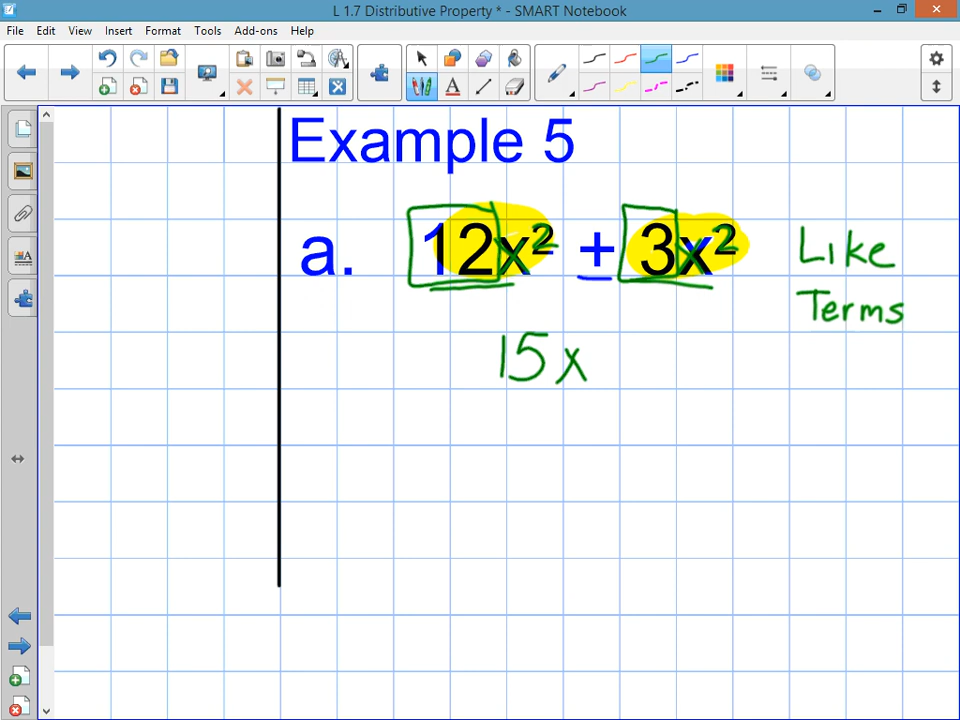 L 1.7 Distributive Property * - SMART Notebook
File Edit View Insert Format Tools Add-ons Help
Example 5
a. 12x² + 3x² Like
Terms
15x